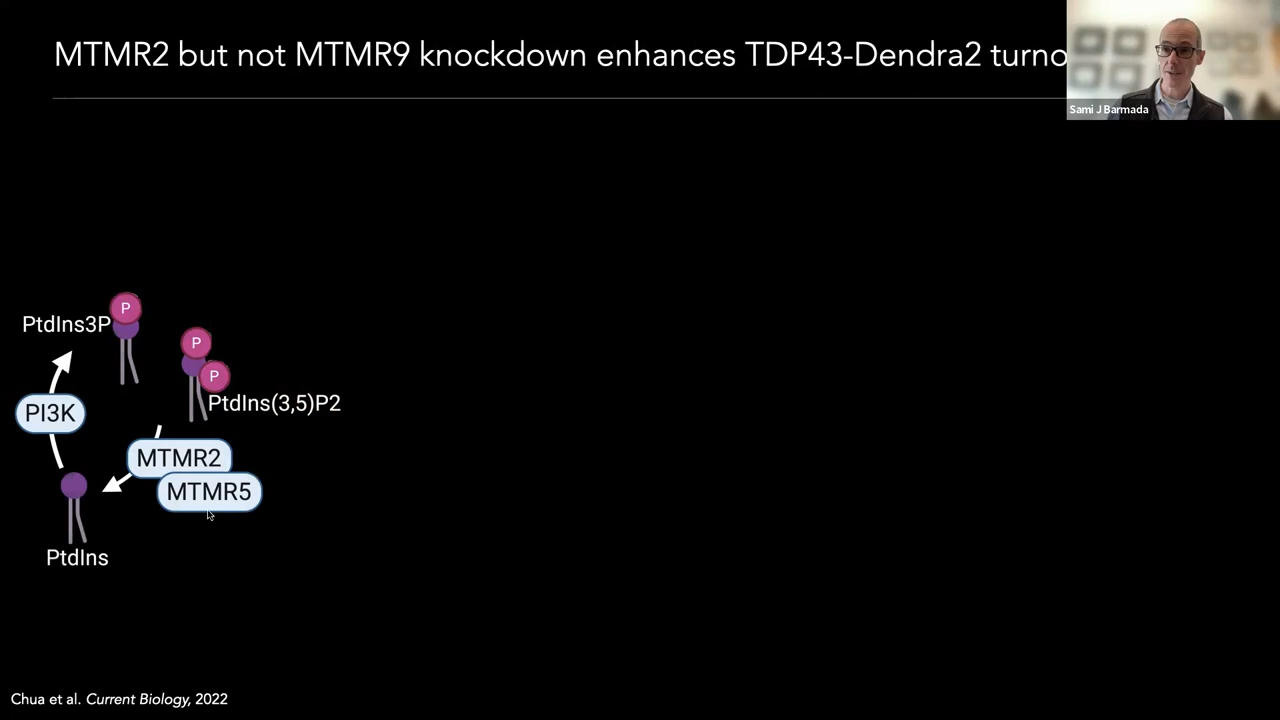 MTMR2 but not MTMR9 knockdown enhances TDP43-Dendra2 turno
Sami J Barmada
P
PtdIns3P
P
P
PtdIns(3,5)P2
PI3K
MTMR2
MTMR5
PtdIns
Chua et al. Current Biology, 2022